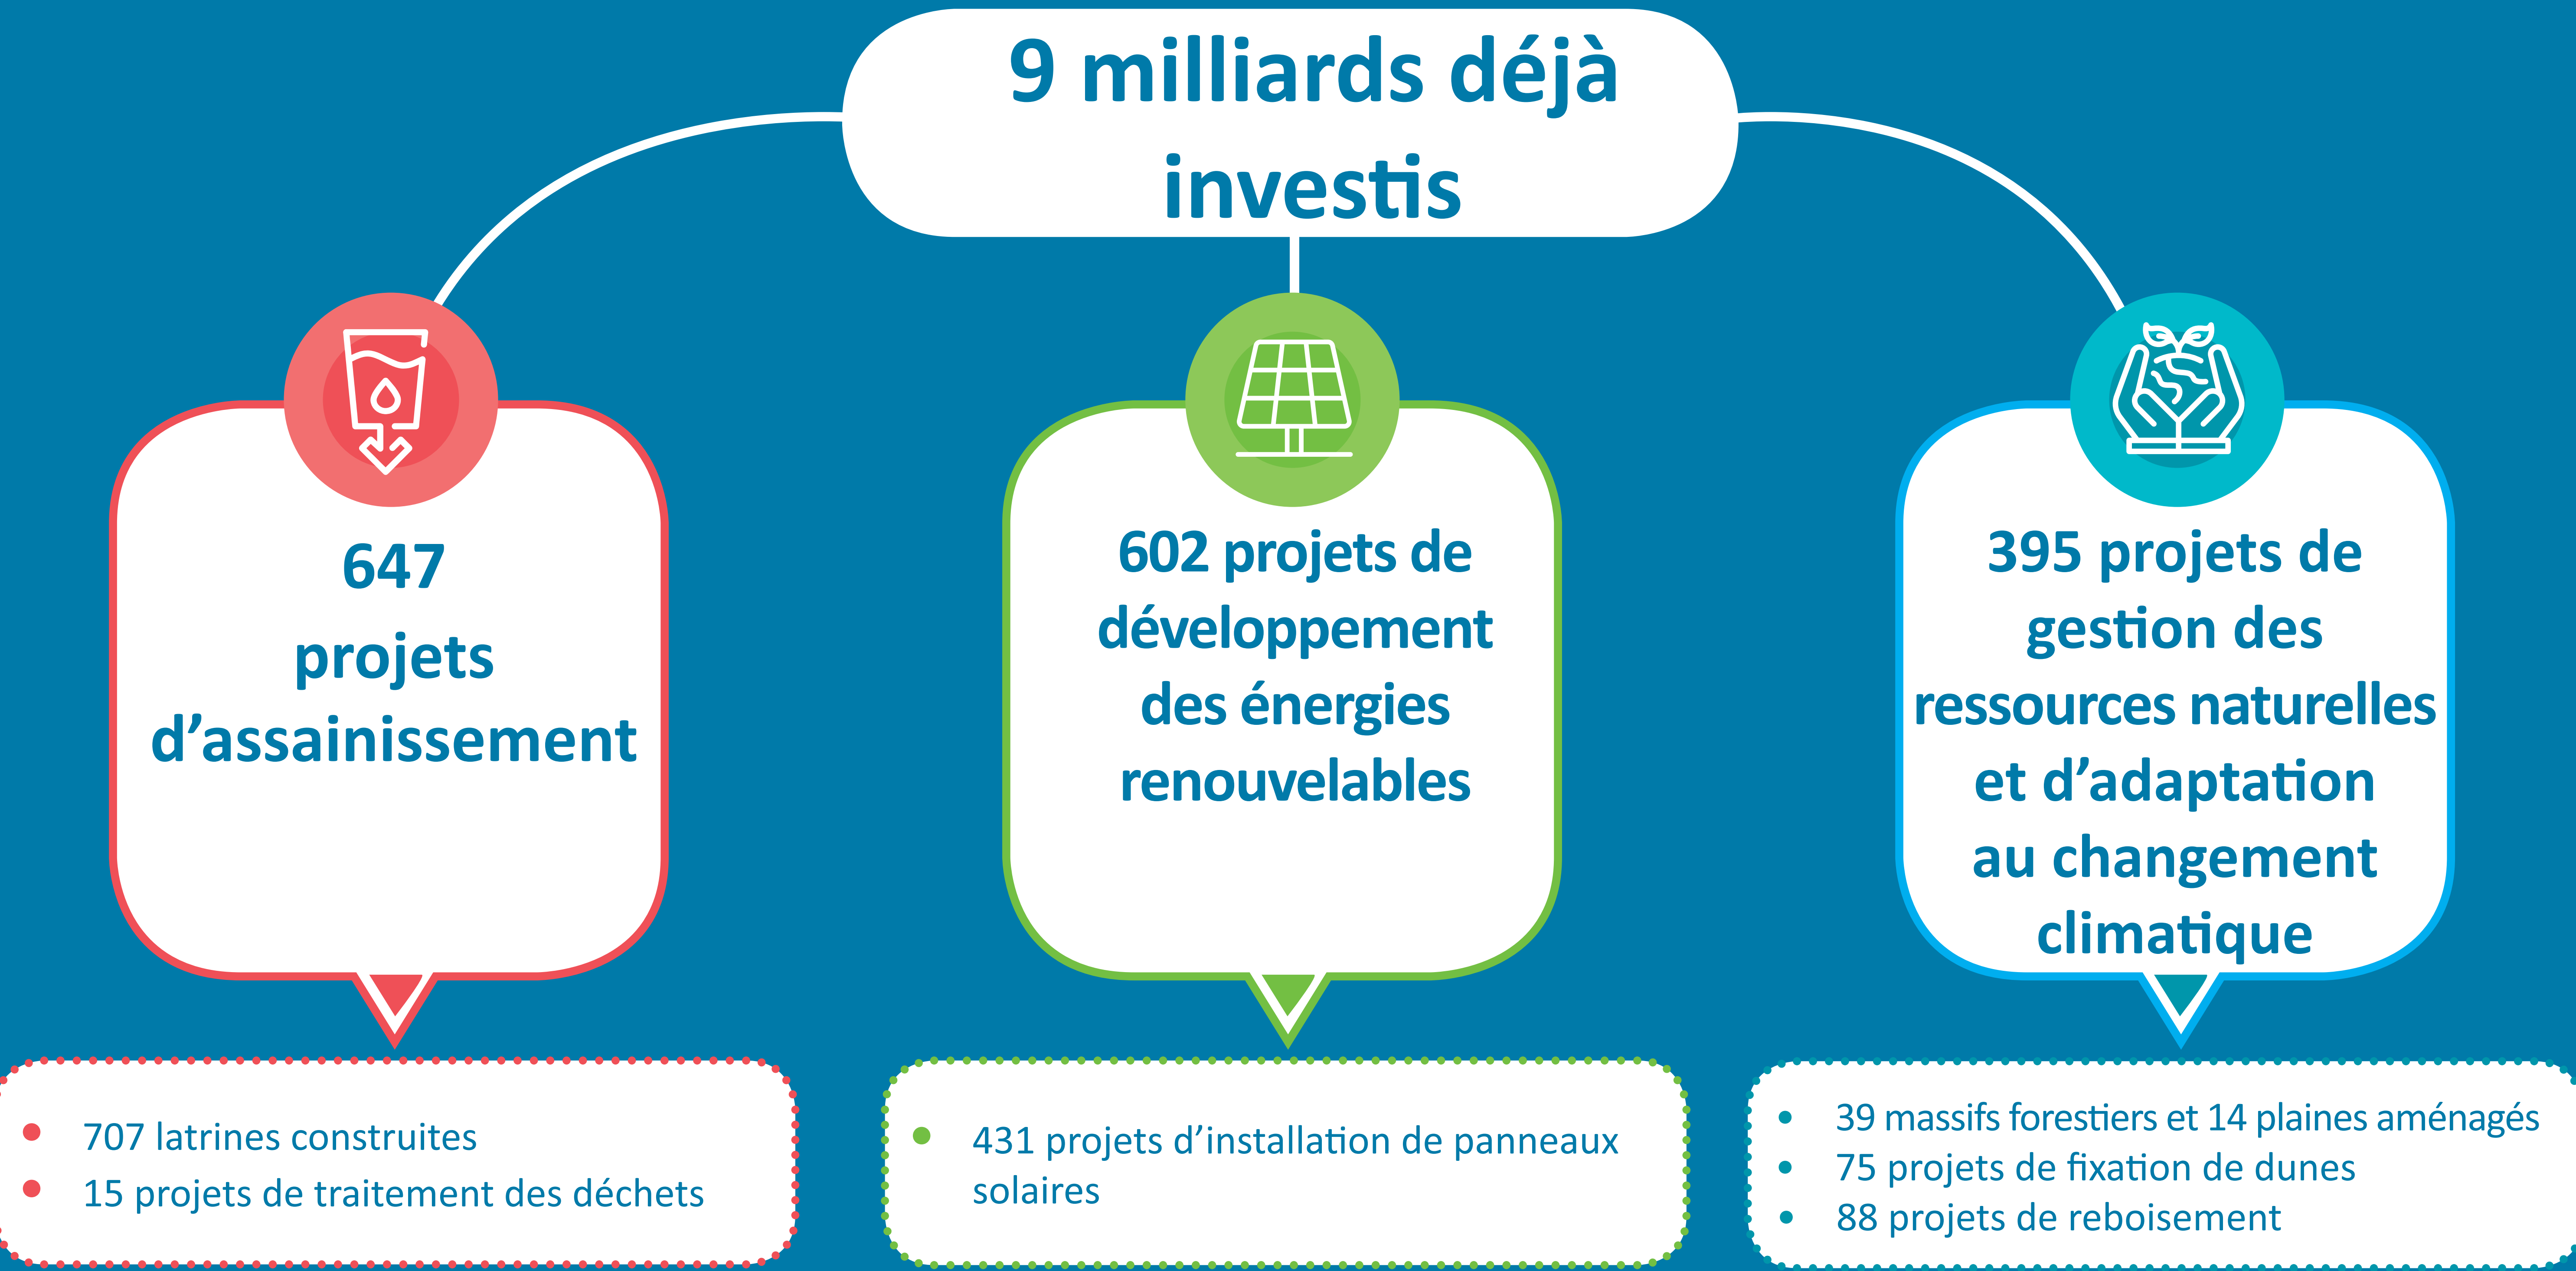 9 milliards déjà
investis
647
projets
d’assainissement
602 projets de
développement
des énergies
renouvelables
395 projets de
gestion des
ressources naturelles
et d’adaptation
au changement
climatique
• 707 latrines construites
• 15 projets de traitement des déchets
• 431 projets d’installation de panneaux
solaires
• 39 massifs forestiers et 14 plaines aménagés
• 75 projets de fixation de dunes
• 88 projets de reboisement